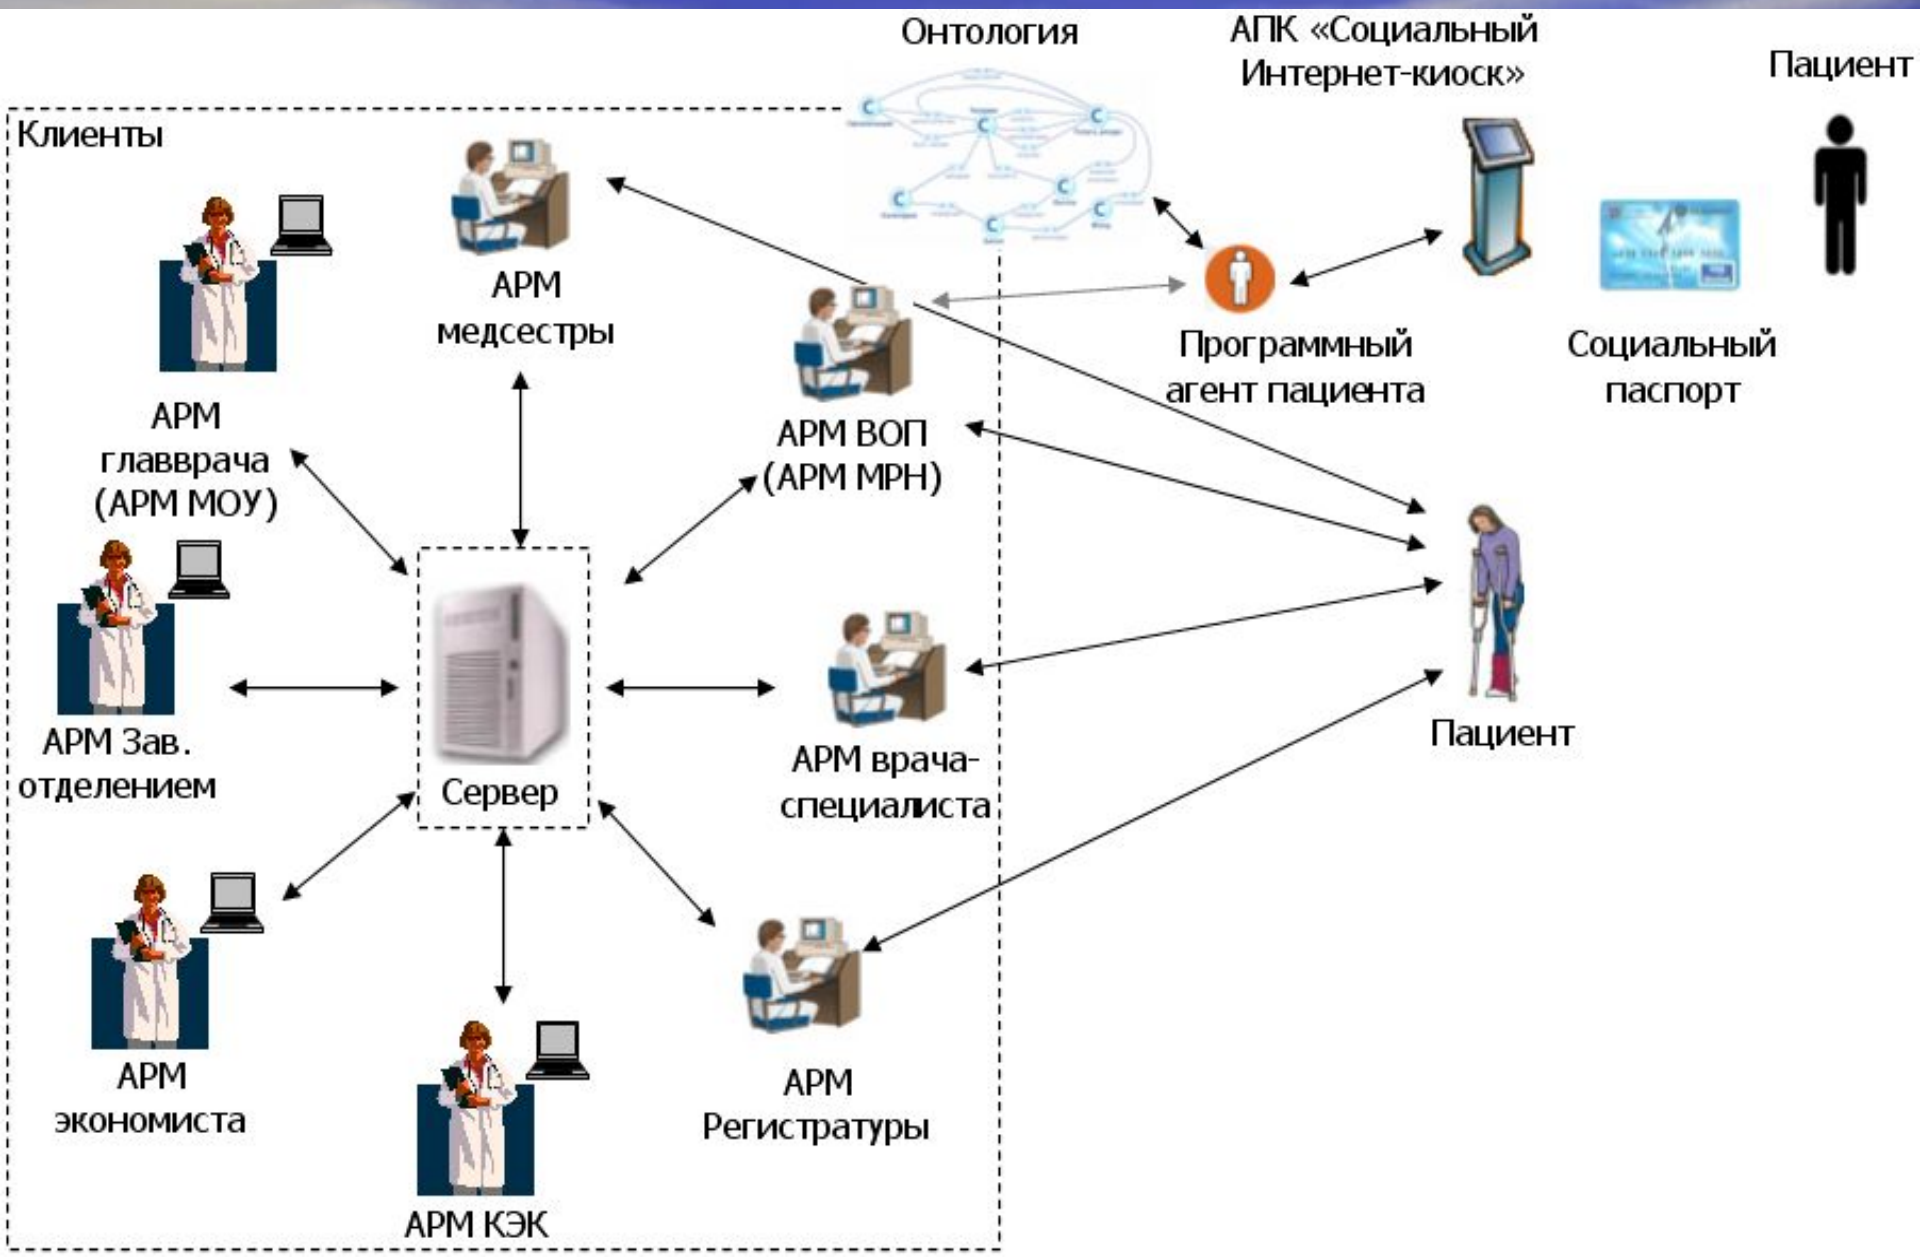 Онтология
АПК «Социальный
Интернет-киоск»
Пациент
Клиенты
АРМ
медсестры
АРМ
главврача
(АРМ МОУ)
АРМ ВОП
(АРМ МРН)
Программный
агент пациента
Социальный
паспорт
АРМ Зав.
отделением
Сервер
АРМ врача-
специалиста
Пациент
АРМ
экономиста
АРМ КЭК
АРМ
Регистратуры